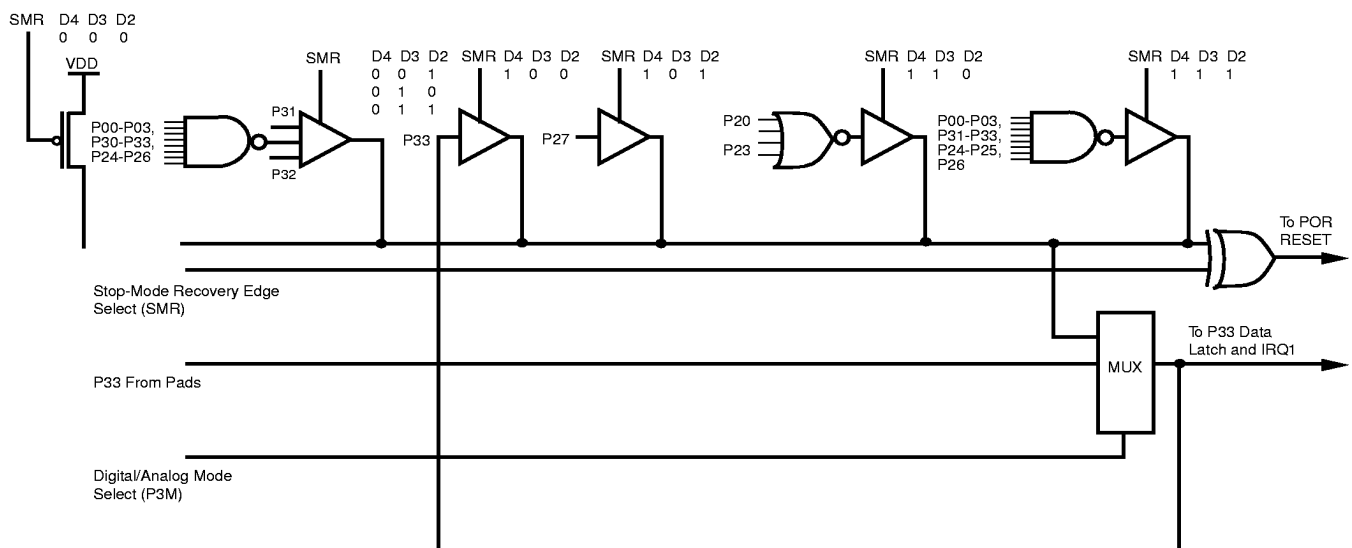 SMR D4 D3 D2
0 0 0
VDD
P00-P03,
P30-P33,
P24-P26
P31
P32
SMR D4 D3 D2
0 0 1
0 1 0
0 1 1
SMR D4 D3 D2
1 0 0
P33
SMR D4 D3 D2
1 0 1
P27
SMR D4 D3 D2
1 1 0
P20
P23
SMR D4 D3 D2
1 1 1
P00-P03,
P31-P33,
P24-P25,
P26
To POR
RESET
Stop-Mode Recovery Edge
Select (SMR)
To P33 Data
Latch and IRQ1
MUX
P33 From Pads
Digital/Analog Mode
Select (P3M)